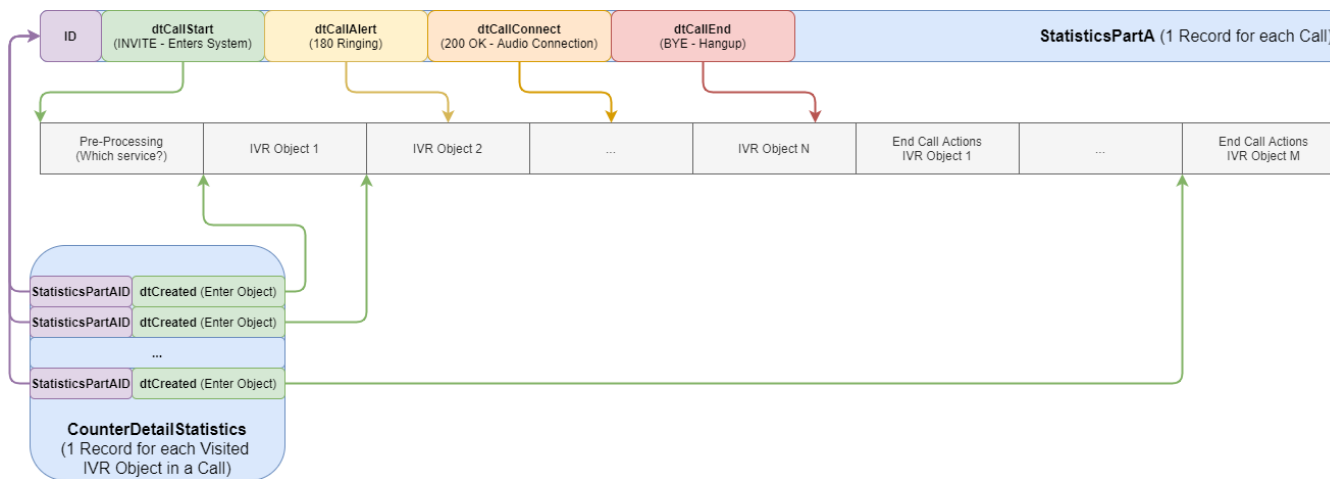 ID
dtCallStart
(INVITE - Enters System)
dtCallAlert
(180 Ringing)
dtCallConnect
(200 OK - Audio Connection)
dtCallEnd
(BYE - Hangup)
StatisticsPartA (1 Record for each Call)
Pre-Processing
(Which service?)
IVR Object 1
IVR Object 2
...
IVR Object N
End Call Actions
IVR Object 1
...
End Call Actions
IVR Object M
StatisticsPartAID dtCreated (Enter Object)
StatisticsPartAID dtCreated (Enter Object)
...
StatisticsPartAID dtCreated (Enter Object)
CounterDetailStatistics
(1 Record for each Visited
IVR Object in a Call)